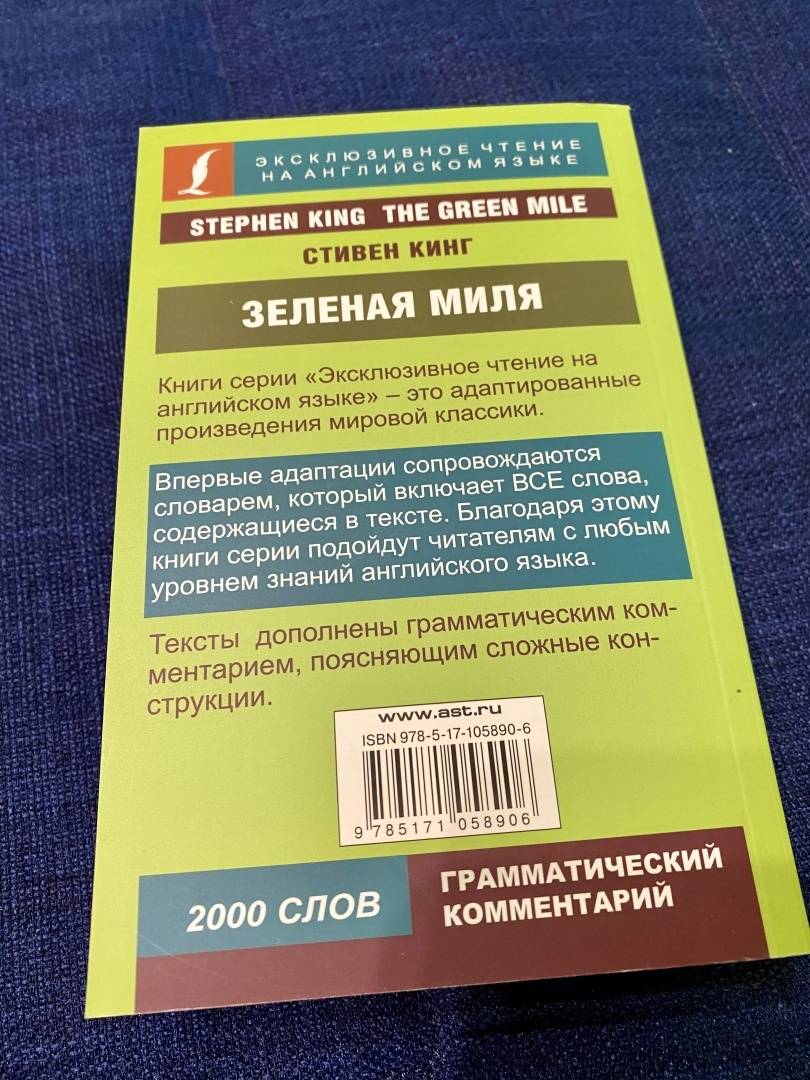 ЭКСКЛЮЗИВНОЕ ЧТЕНИЕ
НА АНГЛИЙСКОМ ЯЗЫКЕ
STEPHEN KING THE GREEN MILE
СТИВЕН КИНГ
ЗЕЛЕНАЯ МИЛЯ
Книги серии «Эксклюзивное чтение на
английском языке» – это адаптированные
произведения мировой классики.
Впервые адаптации сопровождаются
словарем, который включает ВСЕ слова,
содержащиеся в тексте. Благодаря этому
книги серии подойдут читателям с любым
уровнем знаний английского языка.
Тексты дополнены грамматическим ком-
ментарием, поясняющим сложные кон-
струкции.
www.ast.ru
ISBN 978-5-17-105890-6
9 785171 058906
2000 СЛОВ
ГРАММАТИЧЕСКИЙ
КОММЕНТАРИЙ